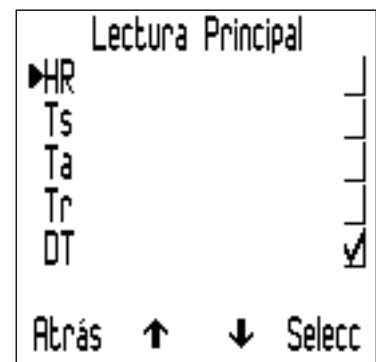 Lectura Principal
HR
Ts
Ta
Tr
DT
Atrás ↑ ↓ Selecc